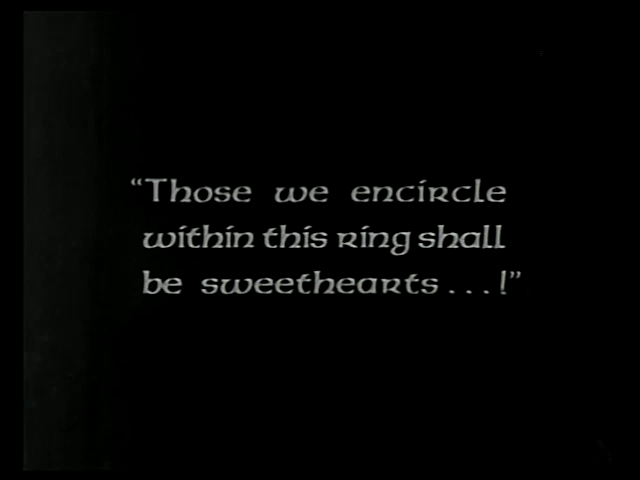 “Those we encircle
within this ring shall
be sweethearts...!”